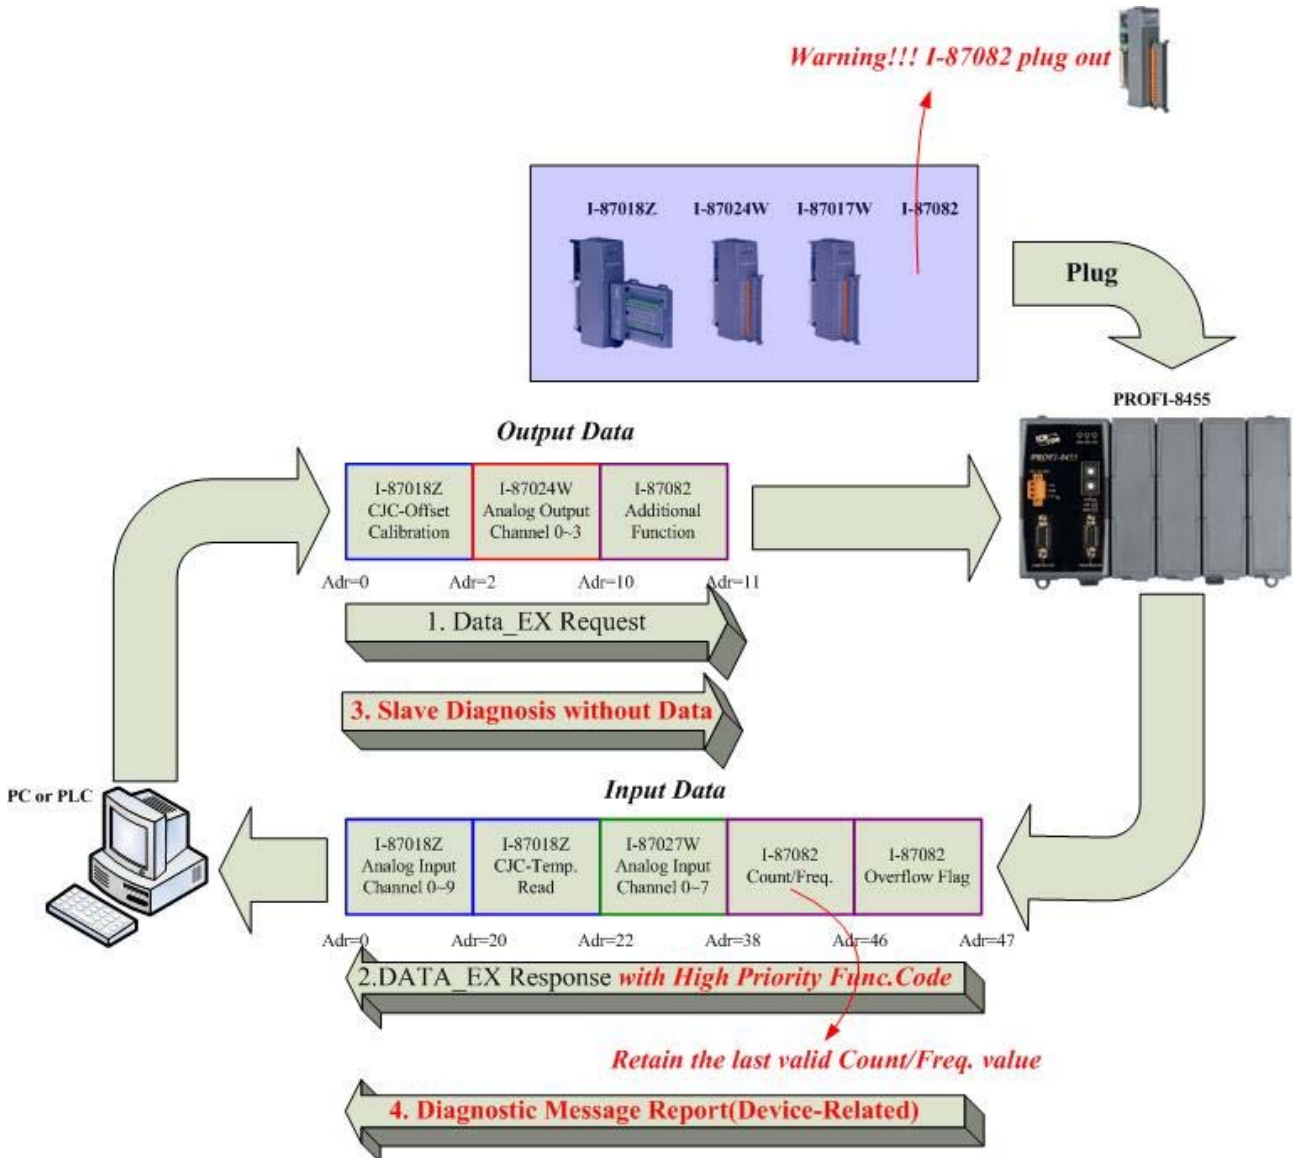 Warning!!! I-87082 plug out
I-87018Z
I-87024W
I-87017W
I-87082
Plug
PROFI-8455
PROFI-8455
Output Data
I-87018Z
CJC-Offset
Calibration
I-87024W
Analog Output
Channel 0~3
I-87082
Additional
Function
Adr=0
Adr=2
Adr=10
Adr=11
1. Data_EX Request
3. Slave Diagnosis without Data
PC or PLC
Input Data
I-87018Z
Analog Input
Channel 0~9
I-87018Z
CJC-Temp.
Read
I-87027W
Analog Input
Channel 0~7
I-87082
Count/Freq.
I-87082
Overflow Flag
Adr=0
Adr=20
Adr=22
Adr=38
Adr=46
Adr=47
2.DATA_EX Response with High Priority Func.Code
Retain the last valid Count/Freq. value
4. Diagnostic Message Report(Device-Related)